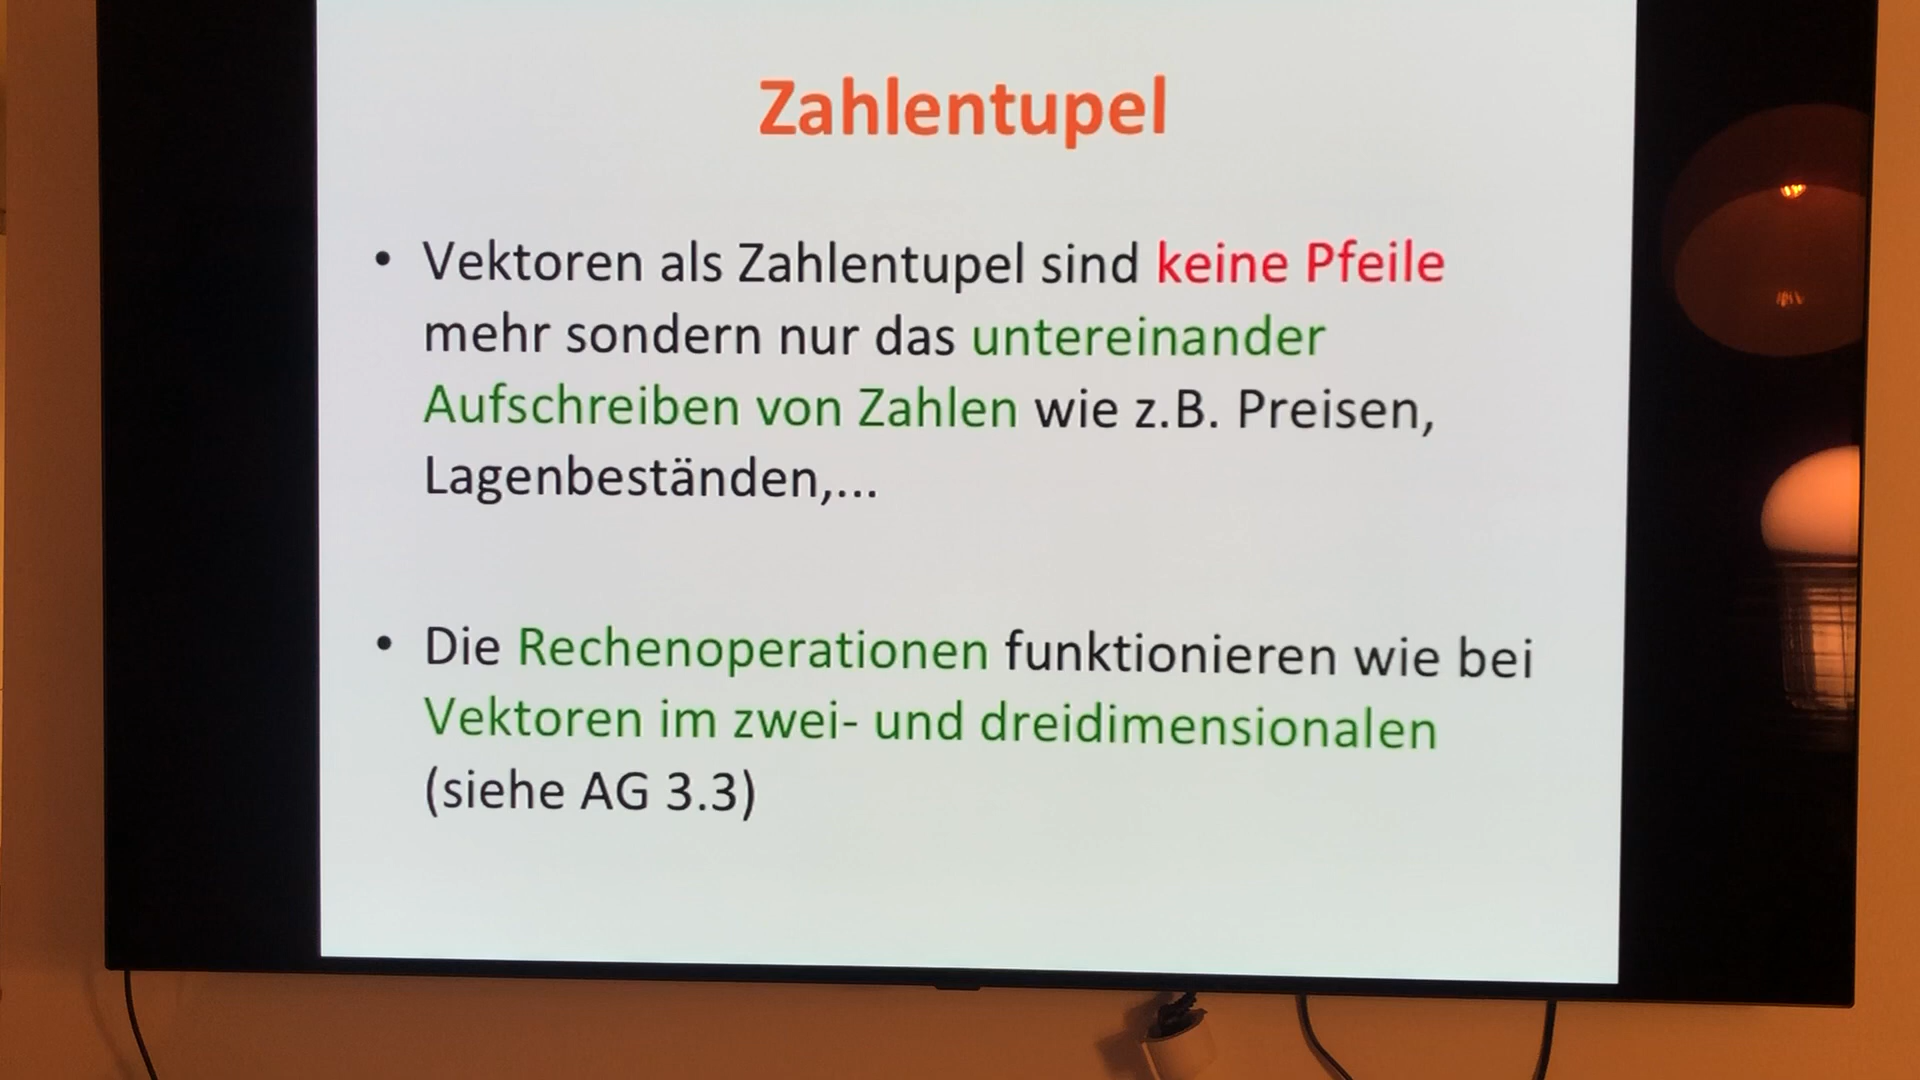 Zahlentupel
• Vektoren als Zahlentupel sind keine Pfeile
mehr sondern nur das untereinander
Aufschreiben von Zahlen wie z.B. Preisen,
Lagenbeständen,...
• Die Rechenoperationen funktionieren wie bei
Vektoren im zwei- und dreidimensionalen
(siehe AG 3.3)